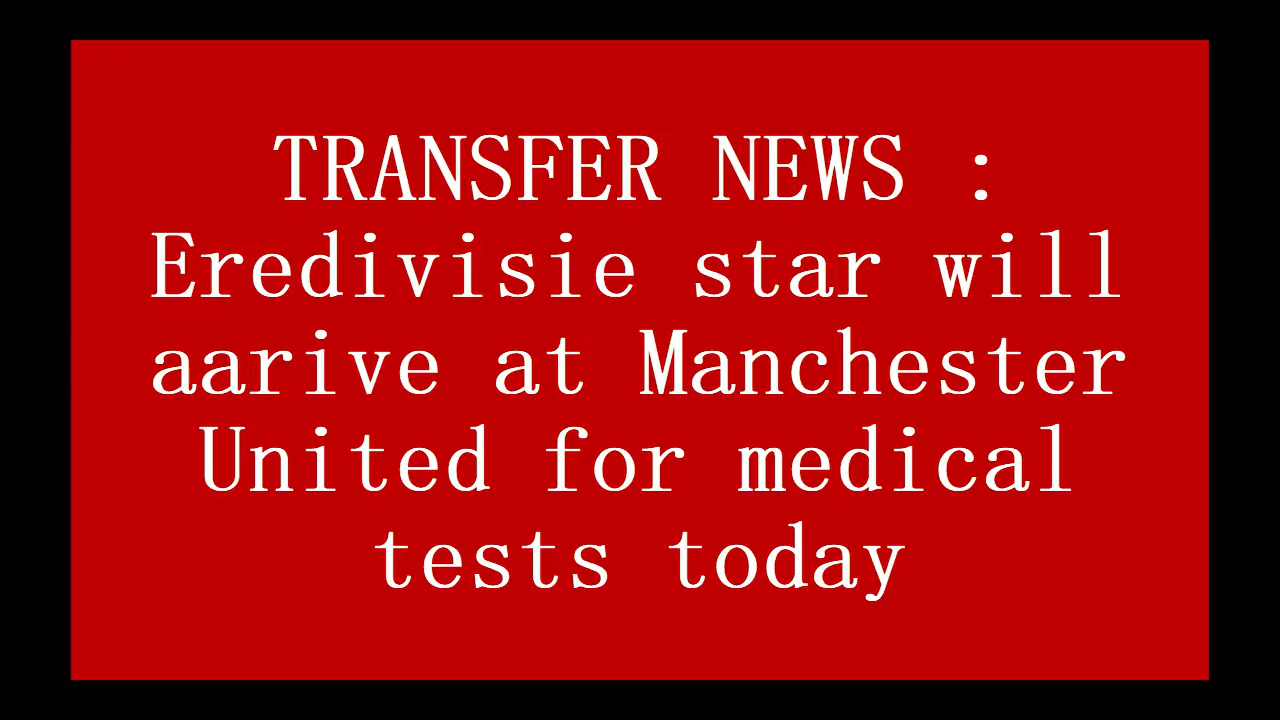 TRANSFER NEWS :
Eredivisie star will
aarive at Manchester
United for medical
tests today